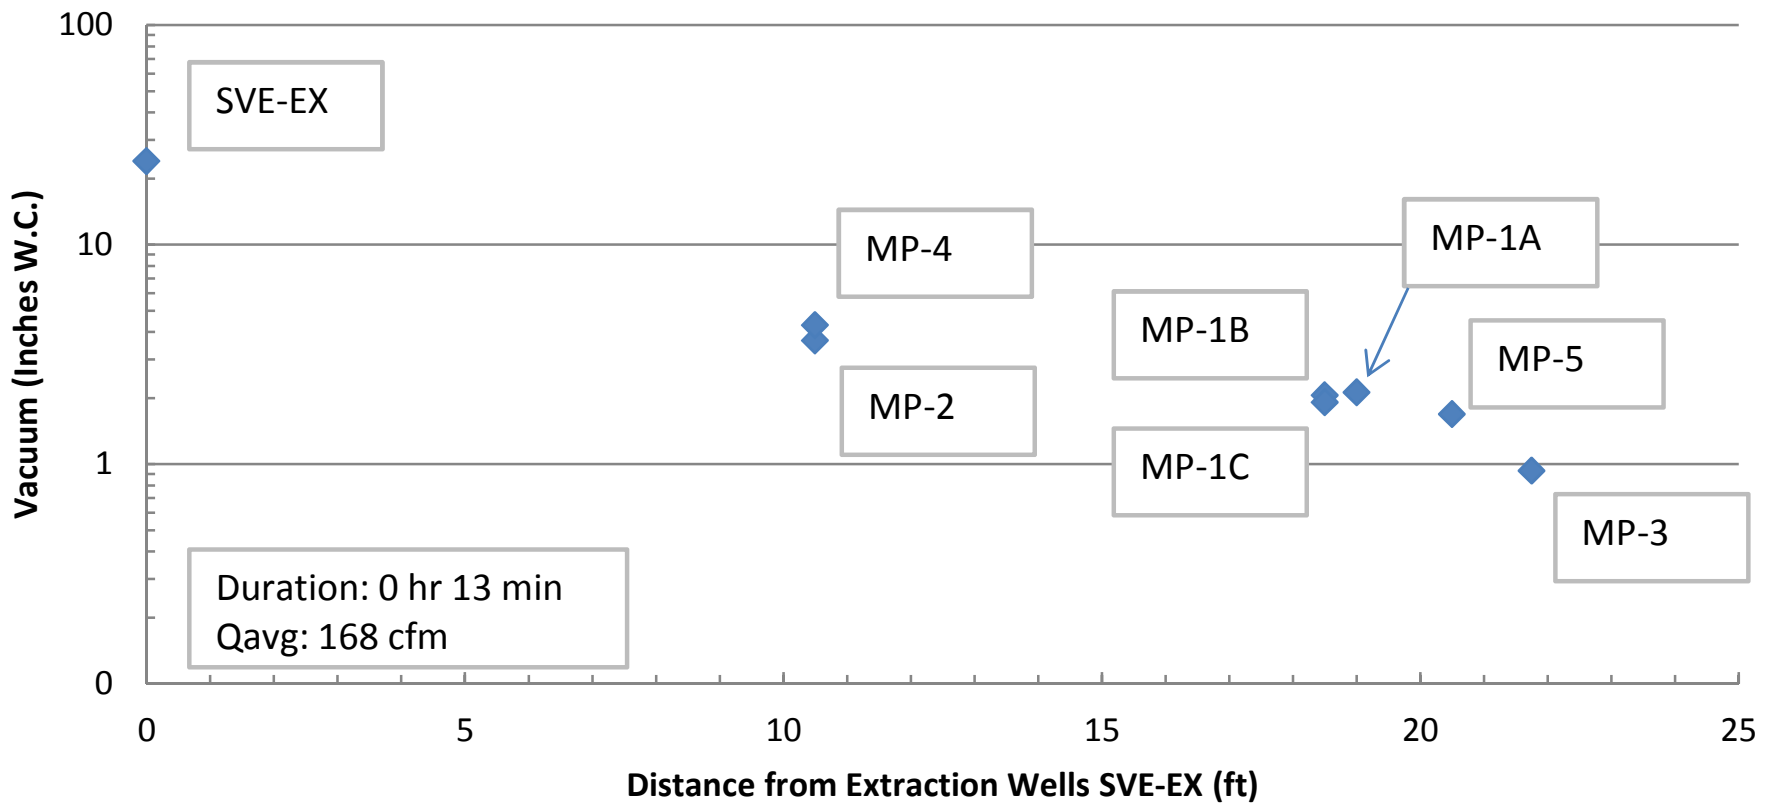 100
SVE-EX
MP-4
MP-1A
10
MP-1B
MP-5
MP-2
MP-1C
1
MP-3
Duration: 0 hr 13 min
Qavg: 168 cfm
0
Vacuum (Inches W.C.)
0 5 10 15 20 25
Distance from Extraction Wells SVE-EX (ft)